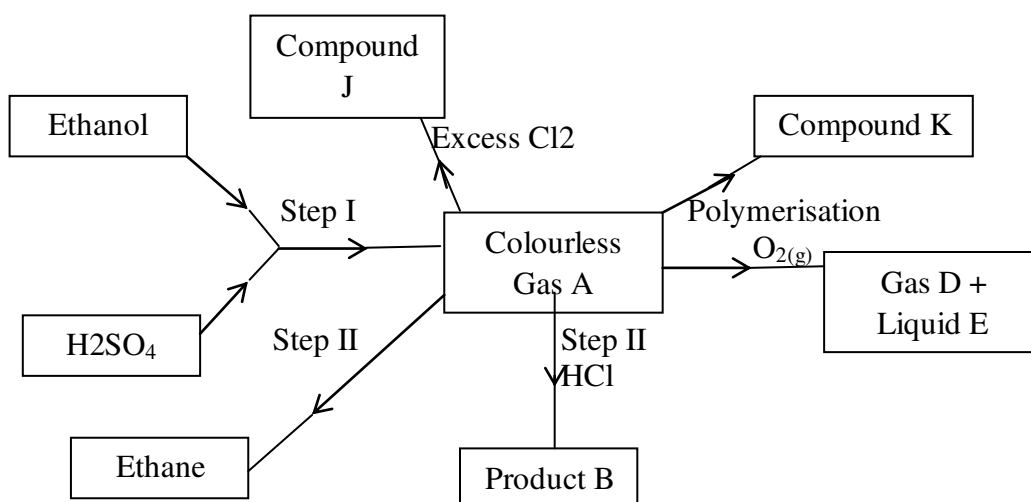 Compound
J
Ethanol
Excess Cl2
Compound K
Step I
Polymerisation
Colourless
Gas A
O₂₍g₎
Gas D +
Liquid E
H2SO₄
Step II
Step II
HCl
Ethane
Product B